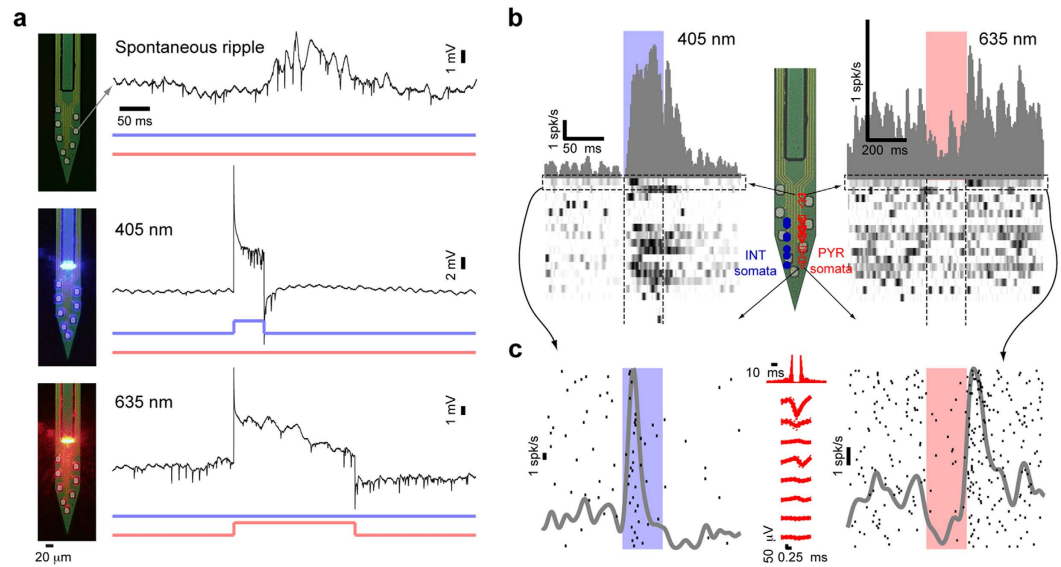 a
Spontaneous ripple
1 mV
50 ms
405 nm
2 mV
635 nm
1 mV
20 μm
b
405 nm
1 spk/s
50 ms
INT
somata
PYR
somata
635 nm
1 spk/s
200 ms
c
1 spk/s
10 ms
50 μV
0.25 ms
1 spk/s